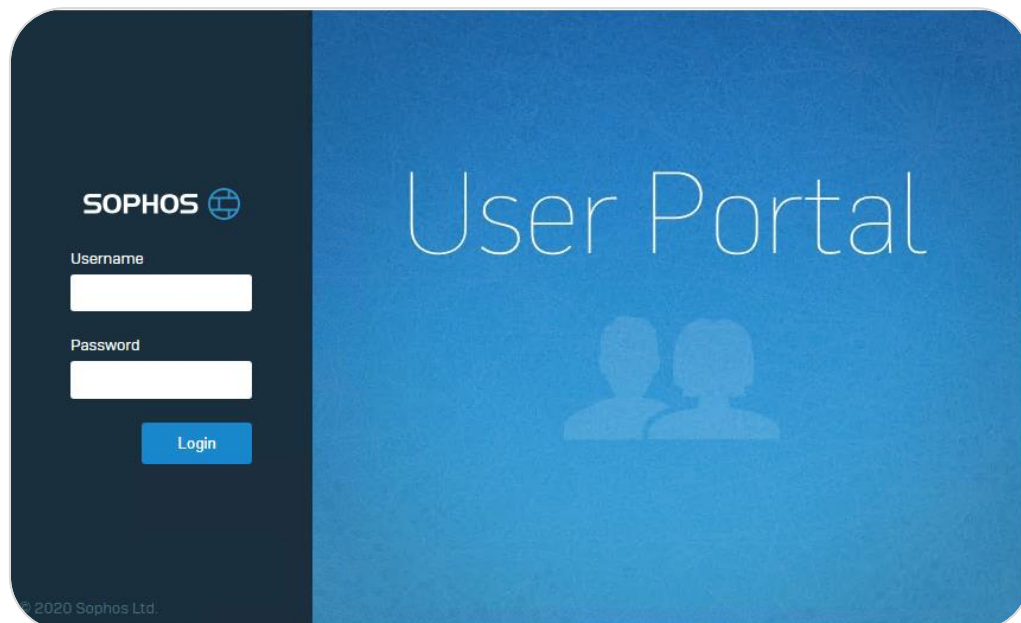 SOPHOS
Username
Password
Login
© 2020 Sophos Ltd.
User Portal